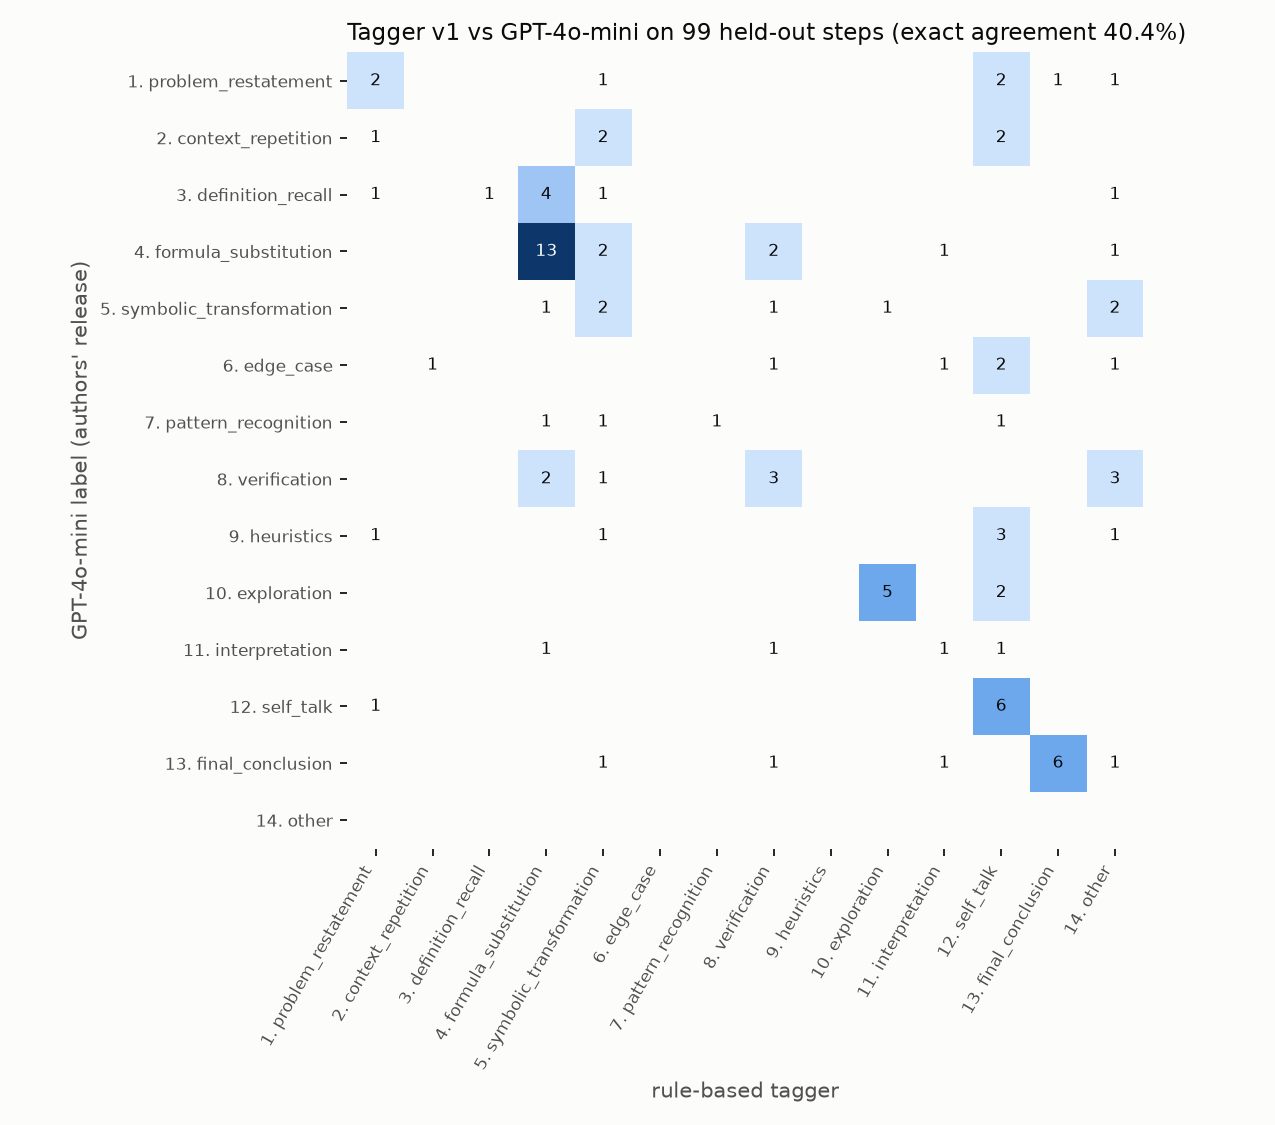 Tagger v1 vs GPT-4o-mini on 99 held-out steps (exact agreement 40.4%)
GPT-4o-mini label (authors' release)
1. problem_restatement 2 1 2 1 1
2. context_repetition 1 2 2
3. definition_recall 1 1 4 1 1
4. formula_substitution 13 2 2 1 1
5. symbolic_transformation 1 2 1 1 2
6. edge_case 1 1 1 2 1
7. pattern_recognition 1 1 1 1
8. verification 2 1 3 3
9. heuristics 1 1 3 1
10. exploration 5 2
11. interpretation 1 1 1 1
12. self_talk 1 6
13. final_conclusion 1 1 1 6 1
14. other
1. problem_restatement
2. context_repetition
3. definition_recall
4. formula_substitution
5. symbolic_transformation
6. edge_case
7. pattern_recognition
8. verification
9. heuristics
10. exploration
11. interpretation
12. self_talk
13. final_conclusion
14. other
rule-based tagger